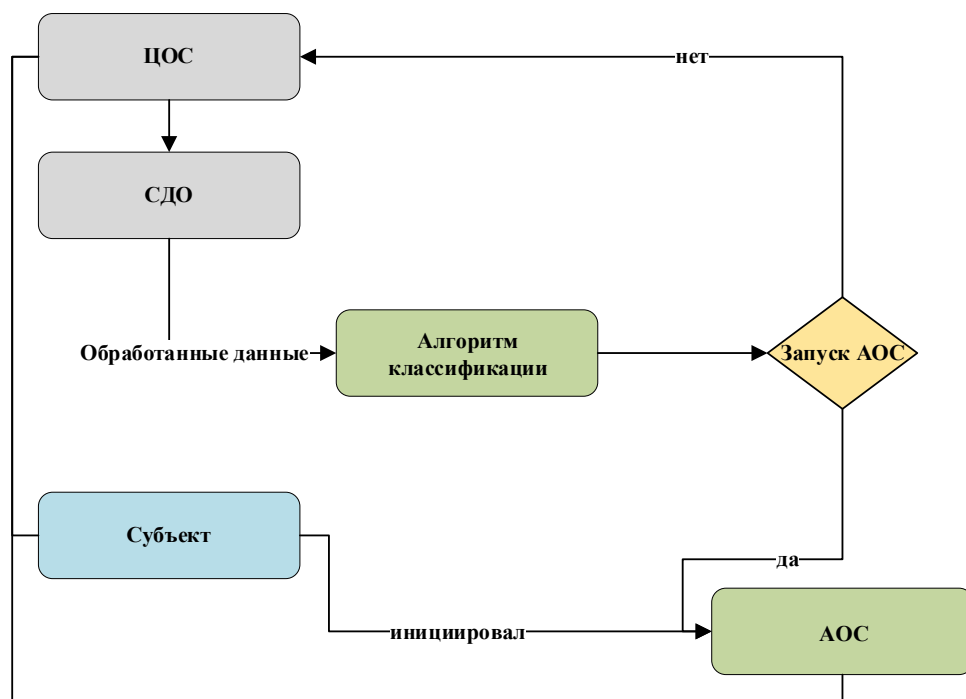 ЦОС
нет
СДО
Обработанные данные
Алгоритм
классификации
Запуск АОС
Субъект
да
инициировал
АОС